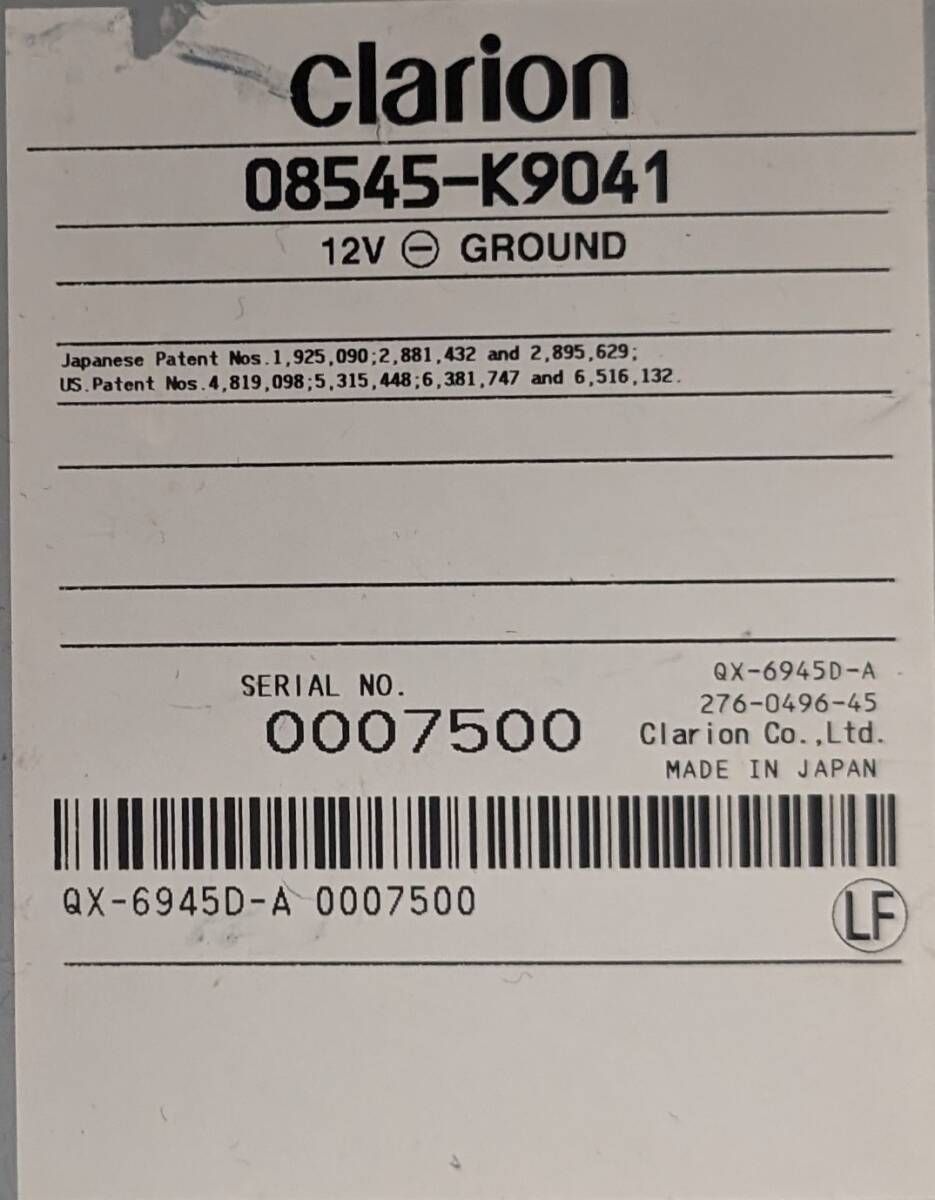 clarion
08545-K9041
12V ⊖ GROUND
Japanese Patent Nos.1,925,090;2,881,432 and 2,895,629;
US.Patent Nos.4,819,098;5,315,448;6,381,747 and 6,516,132.
QX-6945D-A
SERIAL NO.
276-0496-45
0007500
Clarion Co.,Ltd.
MADE IN JAPAN
QX-6945D-A 0007500
LF